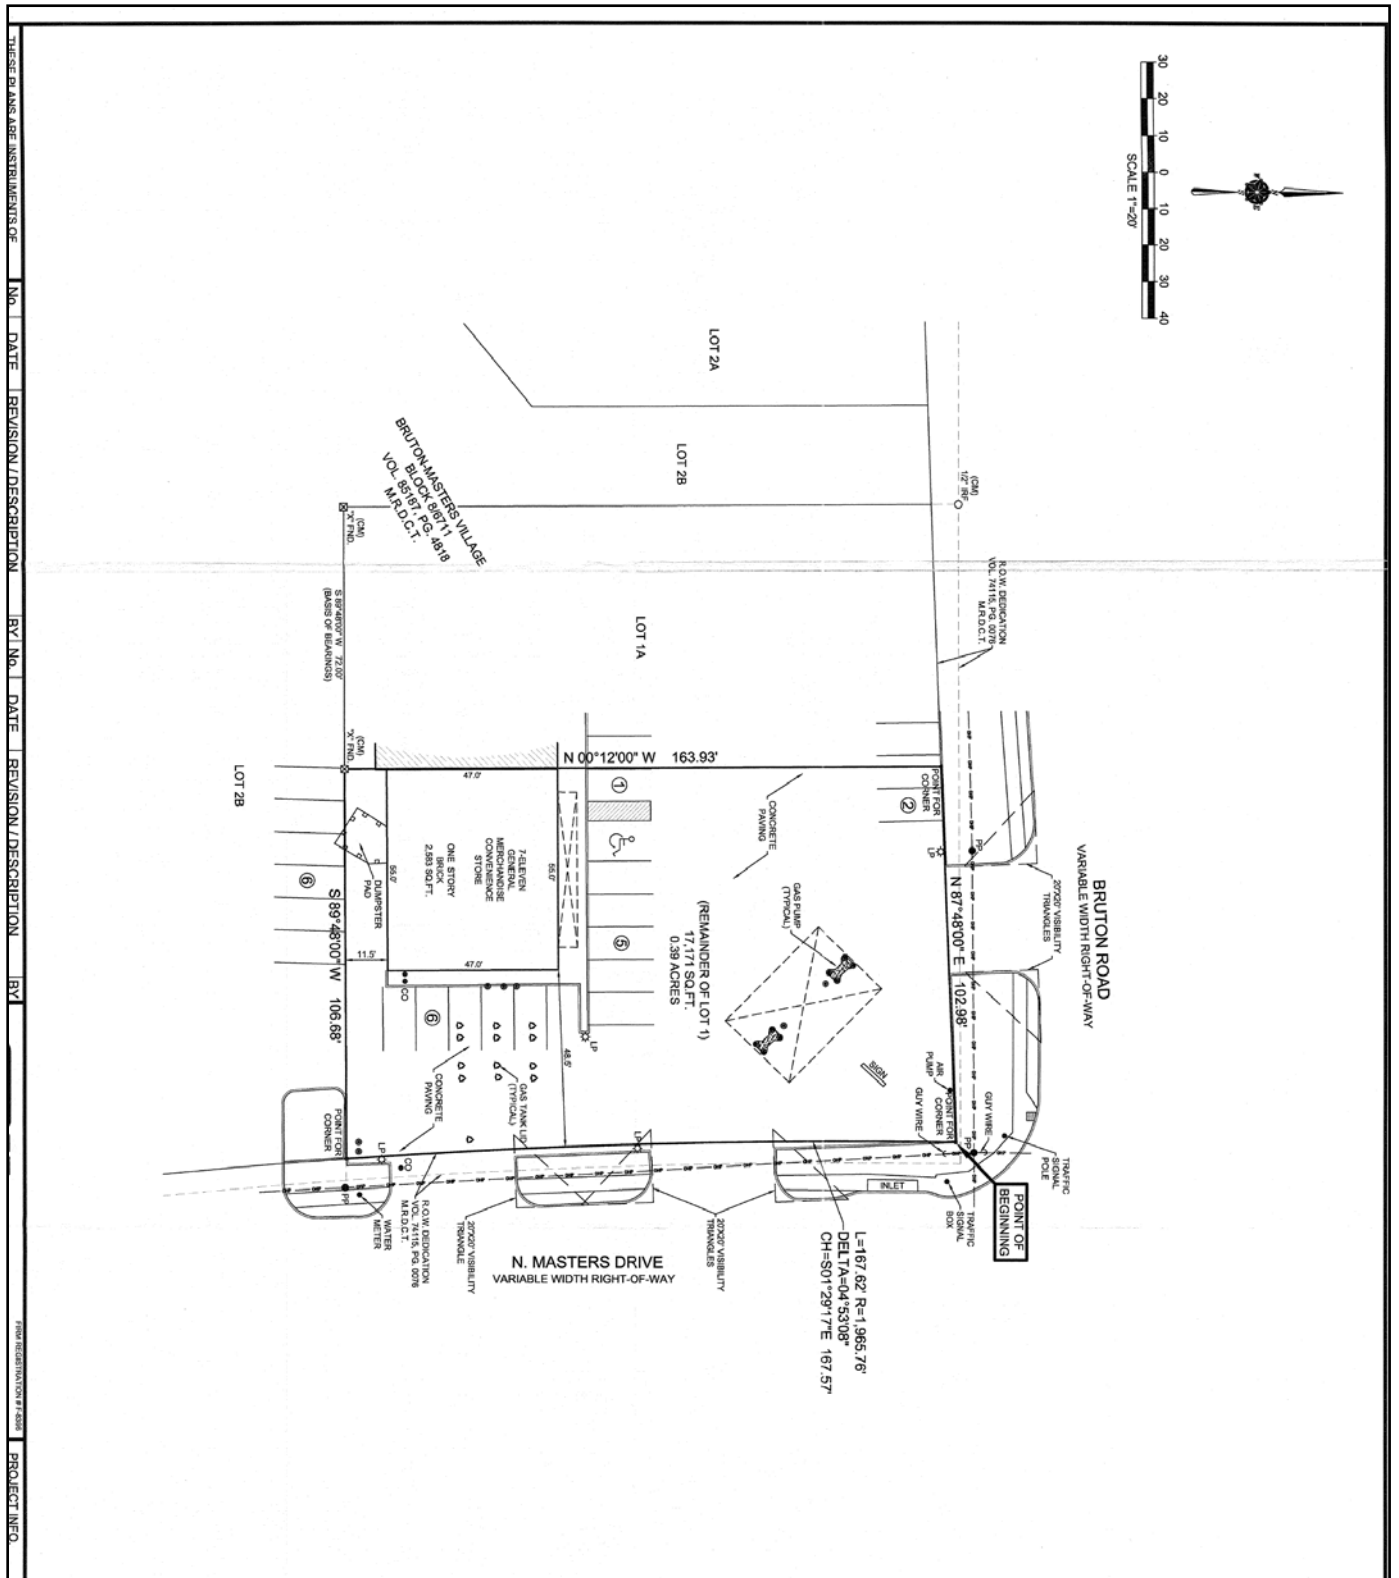 30 20 10 0 10 20 30 40
SCALE 1"=20'
BRUTON ROAD
VARIABLE WIDTH RIGHT-OF-WAY
20'X20' VISIBILITY
TRIANGLES
R.O.W. DEDICATION
VOL. 74115, PG. 0076
M.R.D.C.T.
(CM)
1/2" IRF
PP
LP
N 87°48'00" E 102.98'
POINT FOR
CORNER
②
GUY WIRE
TRAFFIC
SIGNAL
POLE
POINT OF
BEGINNING
TRAFFIC
SIGNAL
BOX
INLET
PP
AIR
PUMP
POINT FOR
CORNER
GUY WIRE
SIGN
LOT 2A
LOT 2B
LOT 1A
N 00°12'00" W 163.93'
CONCRETE
PAVING
GAS PUMP
(TYPICAL)
(REMAINDER OF LOT 1)
17,171 SQ.FT.
0.39 ACRES
L=167.62' R=1,965.76'
DELTA=04°53'08"
CH=S01°29'17"E 167.57'
20'X20' VISIBILITY
TRIANGLES
①
⑤
LP
LP
N. MASTERS DRIVE
VARIABLE WIDTH RIGHT-OF-WAY
48.5'
47.0'
55.0'
7-ELEVEN
GENERAL
MERCHANDISE
CONVENIENCE
STORE
ONE STORY
BRICK
2,583 SQ.FT.
55.0'
47.0'
GAS TANK LID
(TYPICAL)
⑥
CO
CONCRETE
PAVING
20'X20' VISIBILITY
TRIANGLE
R.O.W. DEDICATION
VOL. 74115, PG. 0076
M.R.D.C.T.
BRUTON-MASTERS VILLAGE
BLOCK 8/6711
VOL. 85187, PG. 4818
M.R.D.C.T.
(CM)
"X" FND.
S 89°48'00" W 72.00'
(BASIS OF BEARINGS)
(CM)
"X" FND.
DUMPSTER
PAD
11.5'
S 89°48'00" W 106.68'
⑥
LOT 2B
POINT FOR
CORNER
LP
CO
PP
WATER
METER
THESE PLANS ARE INSTRUMENTS OF
No. DATE REVISION / DESCRIPTION BY No. DATE REVISION / DESCRIPTION BY
PROJECT INFO.